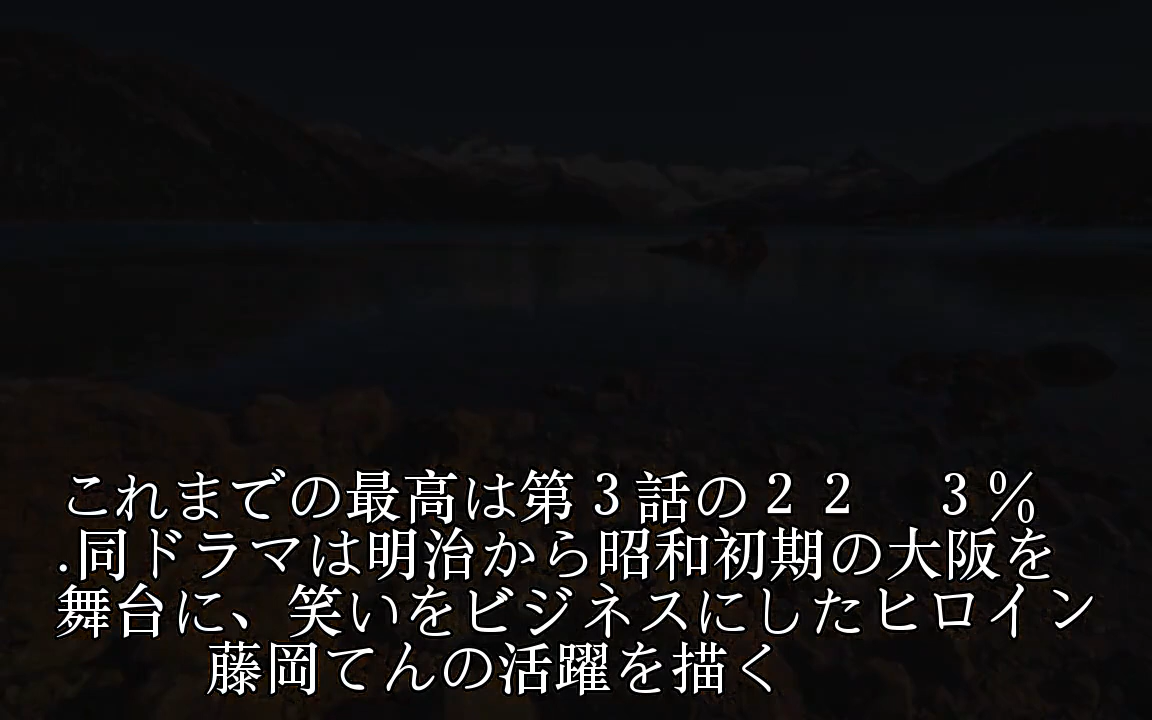 これまでの最高は第３話の２２　３％
.同ドラマは明治から昭和初期の大阪を
舞台に、笑いをビジネスにしたヒロイン
藤岡てんの活躍を描く